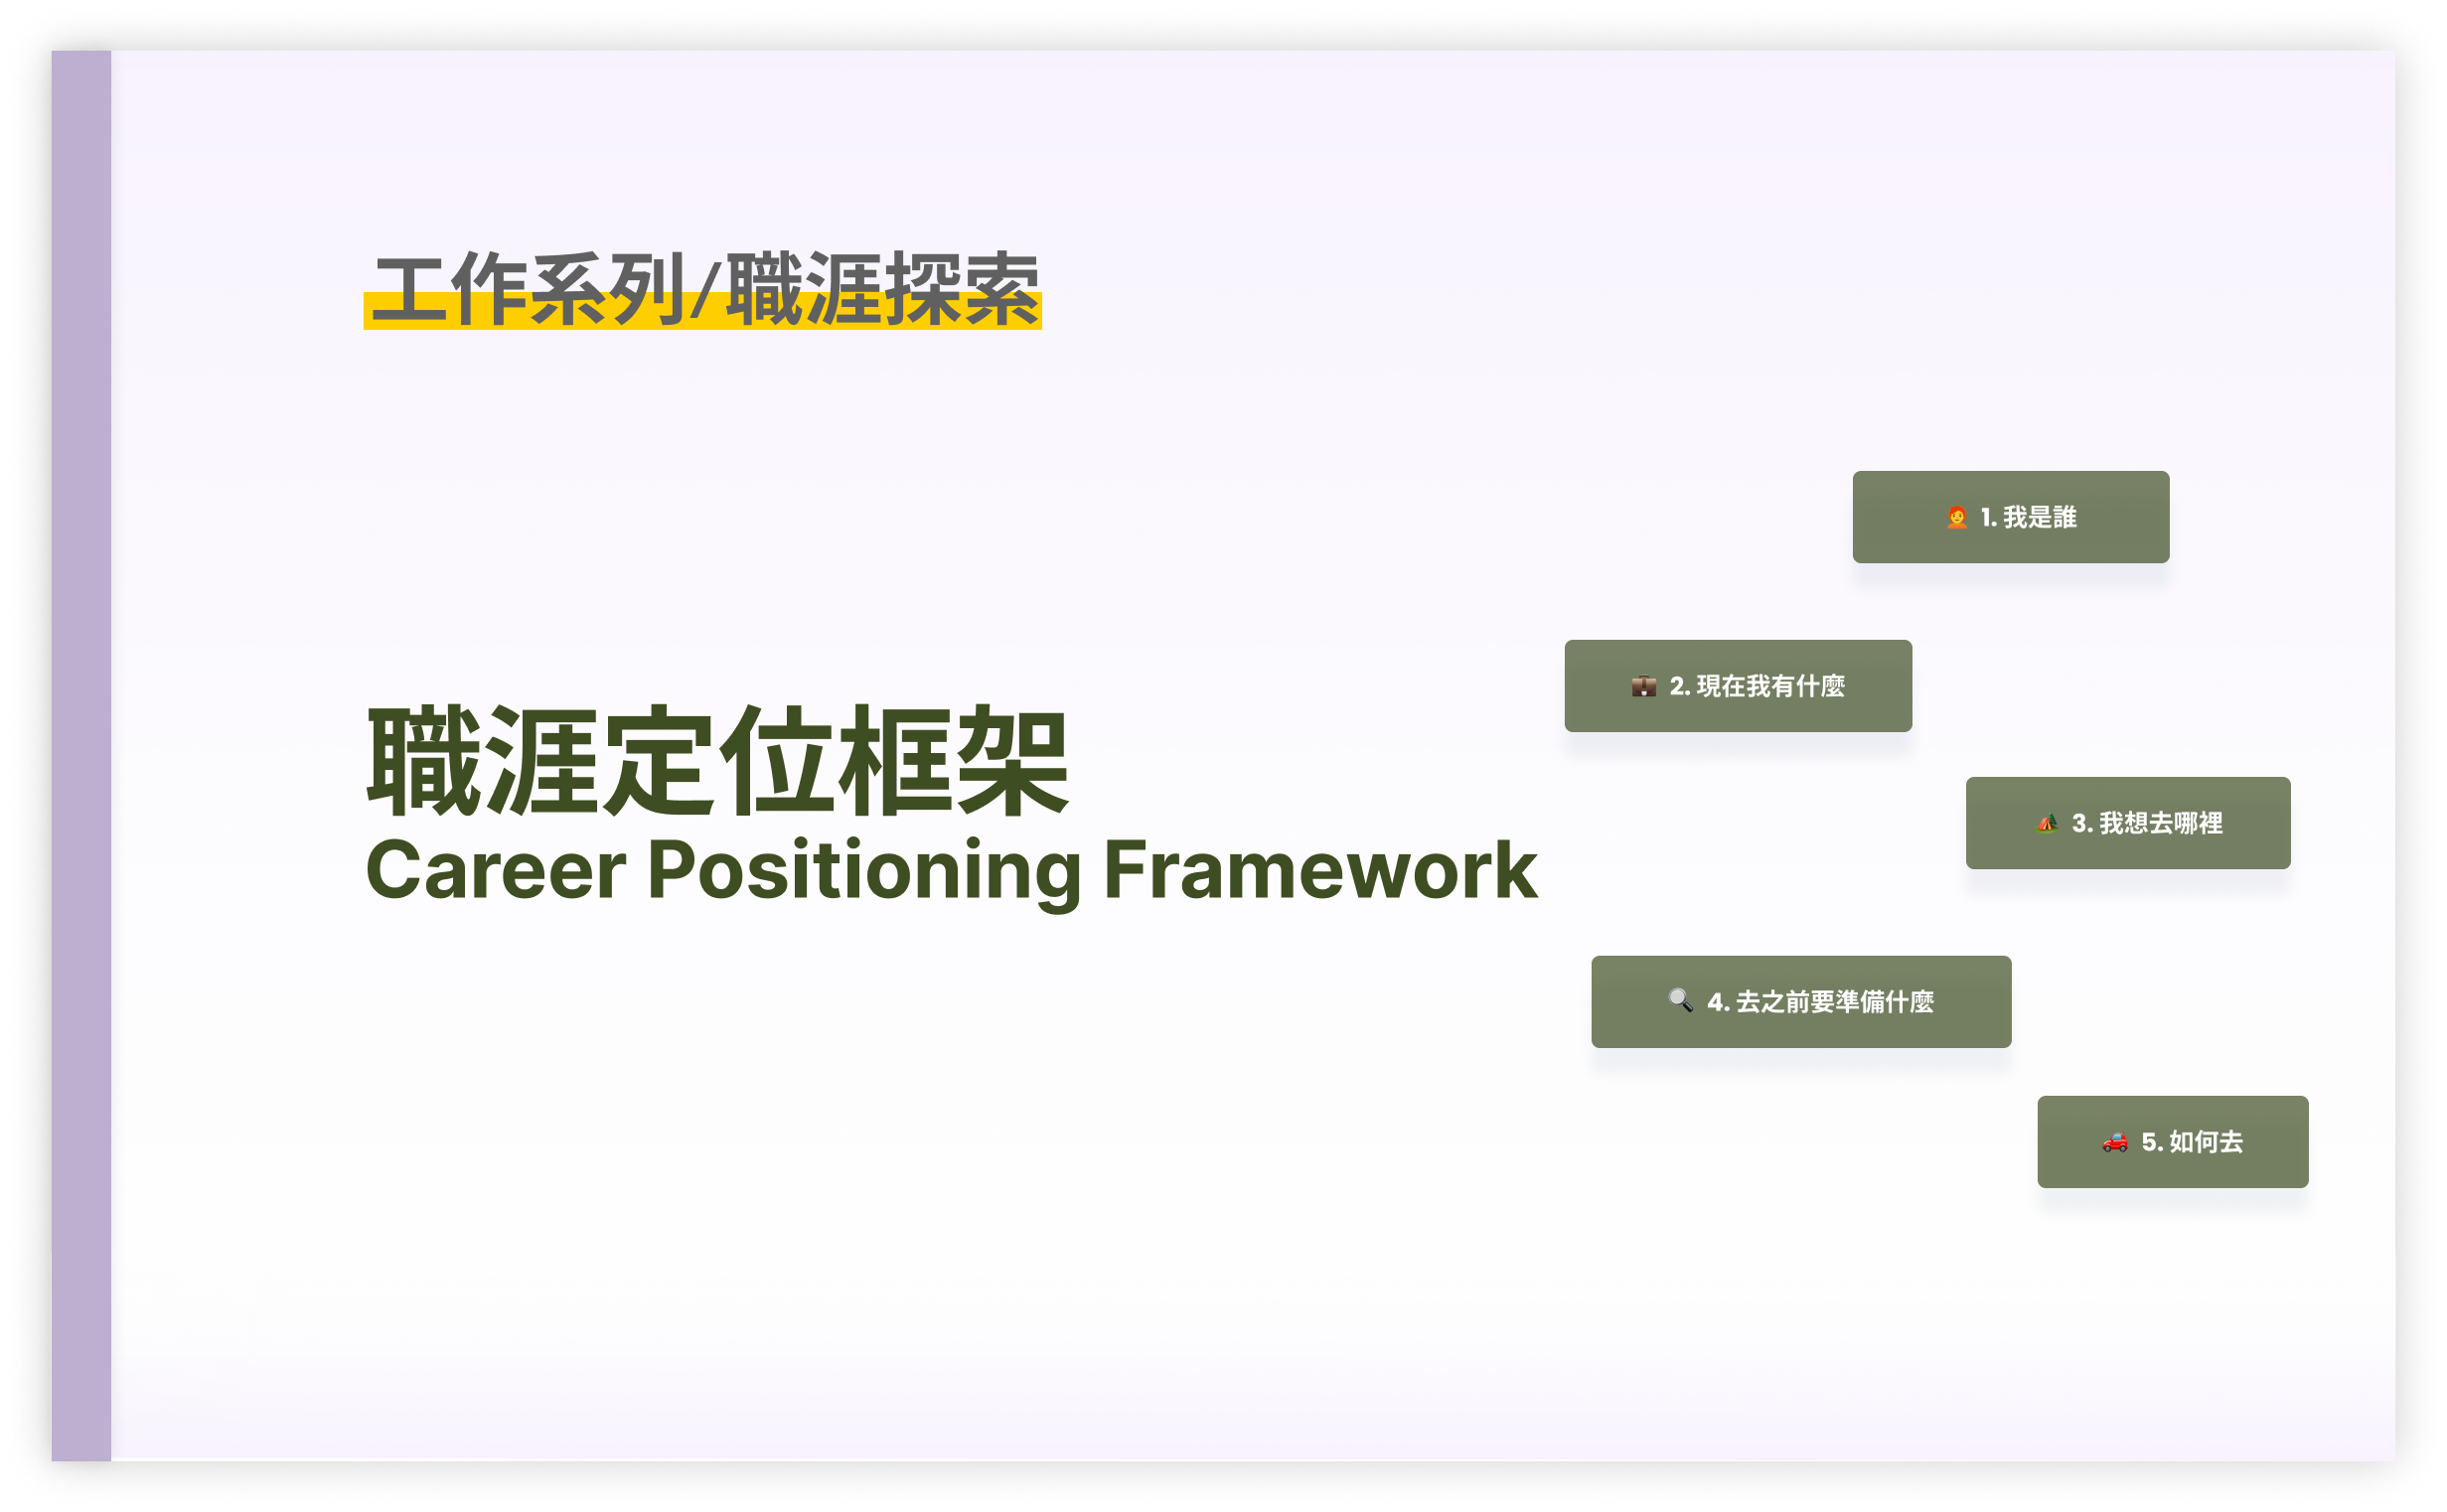 工作系列/職涯探索
職涯定位框架
Career Positioning Framework
1. 我是誰
2. 現在我有什麼
3. 我想去哪裡
4. 去之前要準備什麼
5. 如何去